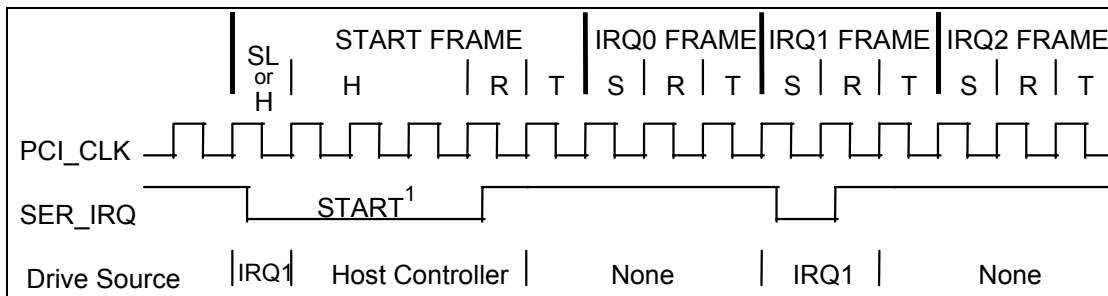 START FRAME IRQ0 FRAME IRQ1 FRAME IRQ2 FRAME
SL
or
H
H R T S R T S R T S R T
PCI_CLK
SER_IRQ START1
Drive Source IRQ1 Host Controller None IRQ1 None